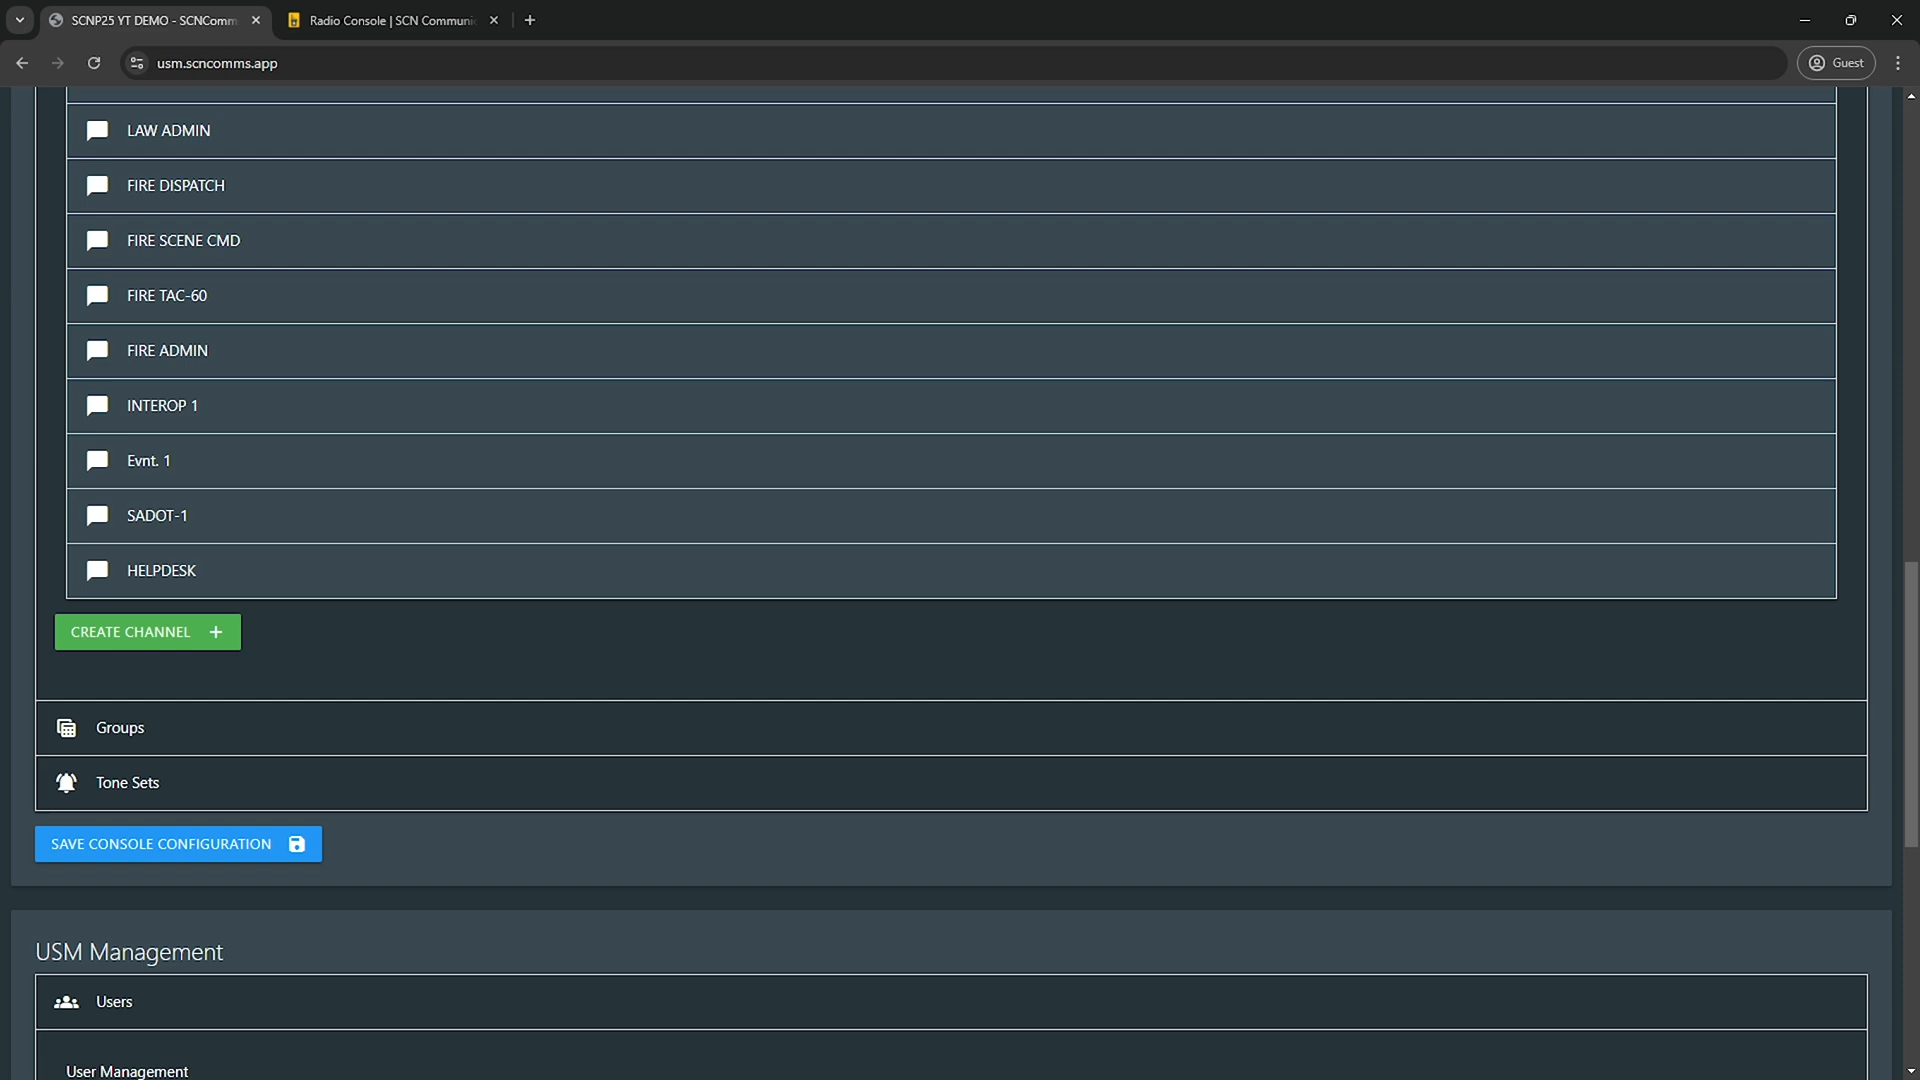 SCNP25 YT DEMO - SCNComm
Radio Console | SCN Communi
usm.scncomms.app
Guest
LAW ADMIN
FIRE DISPATCH
FIRE SCENE CMD
FIRE TAC-60
FIRE ADMIN
INTEROP 1
Evnt. 1
SADOT-1
HELPDESK
CREATE CHANNEL
Groups
Tone Sets
SAVE CONSOLE CONFIGURATION
USM Management
Users
User Management